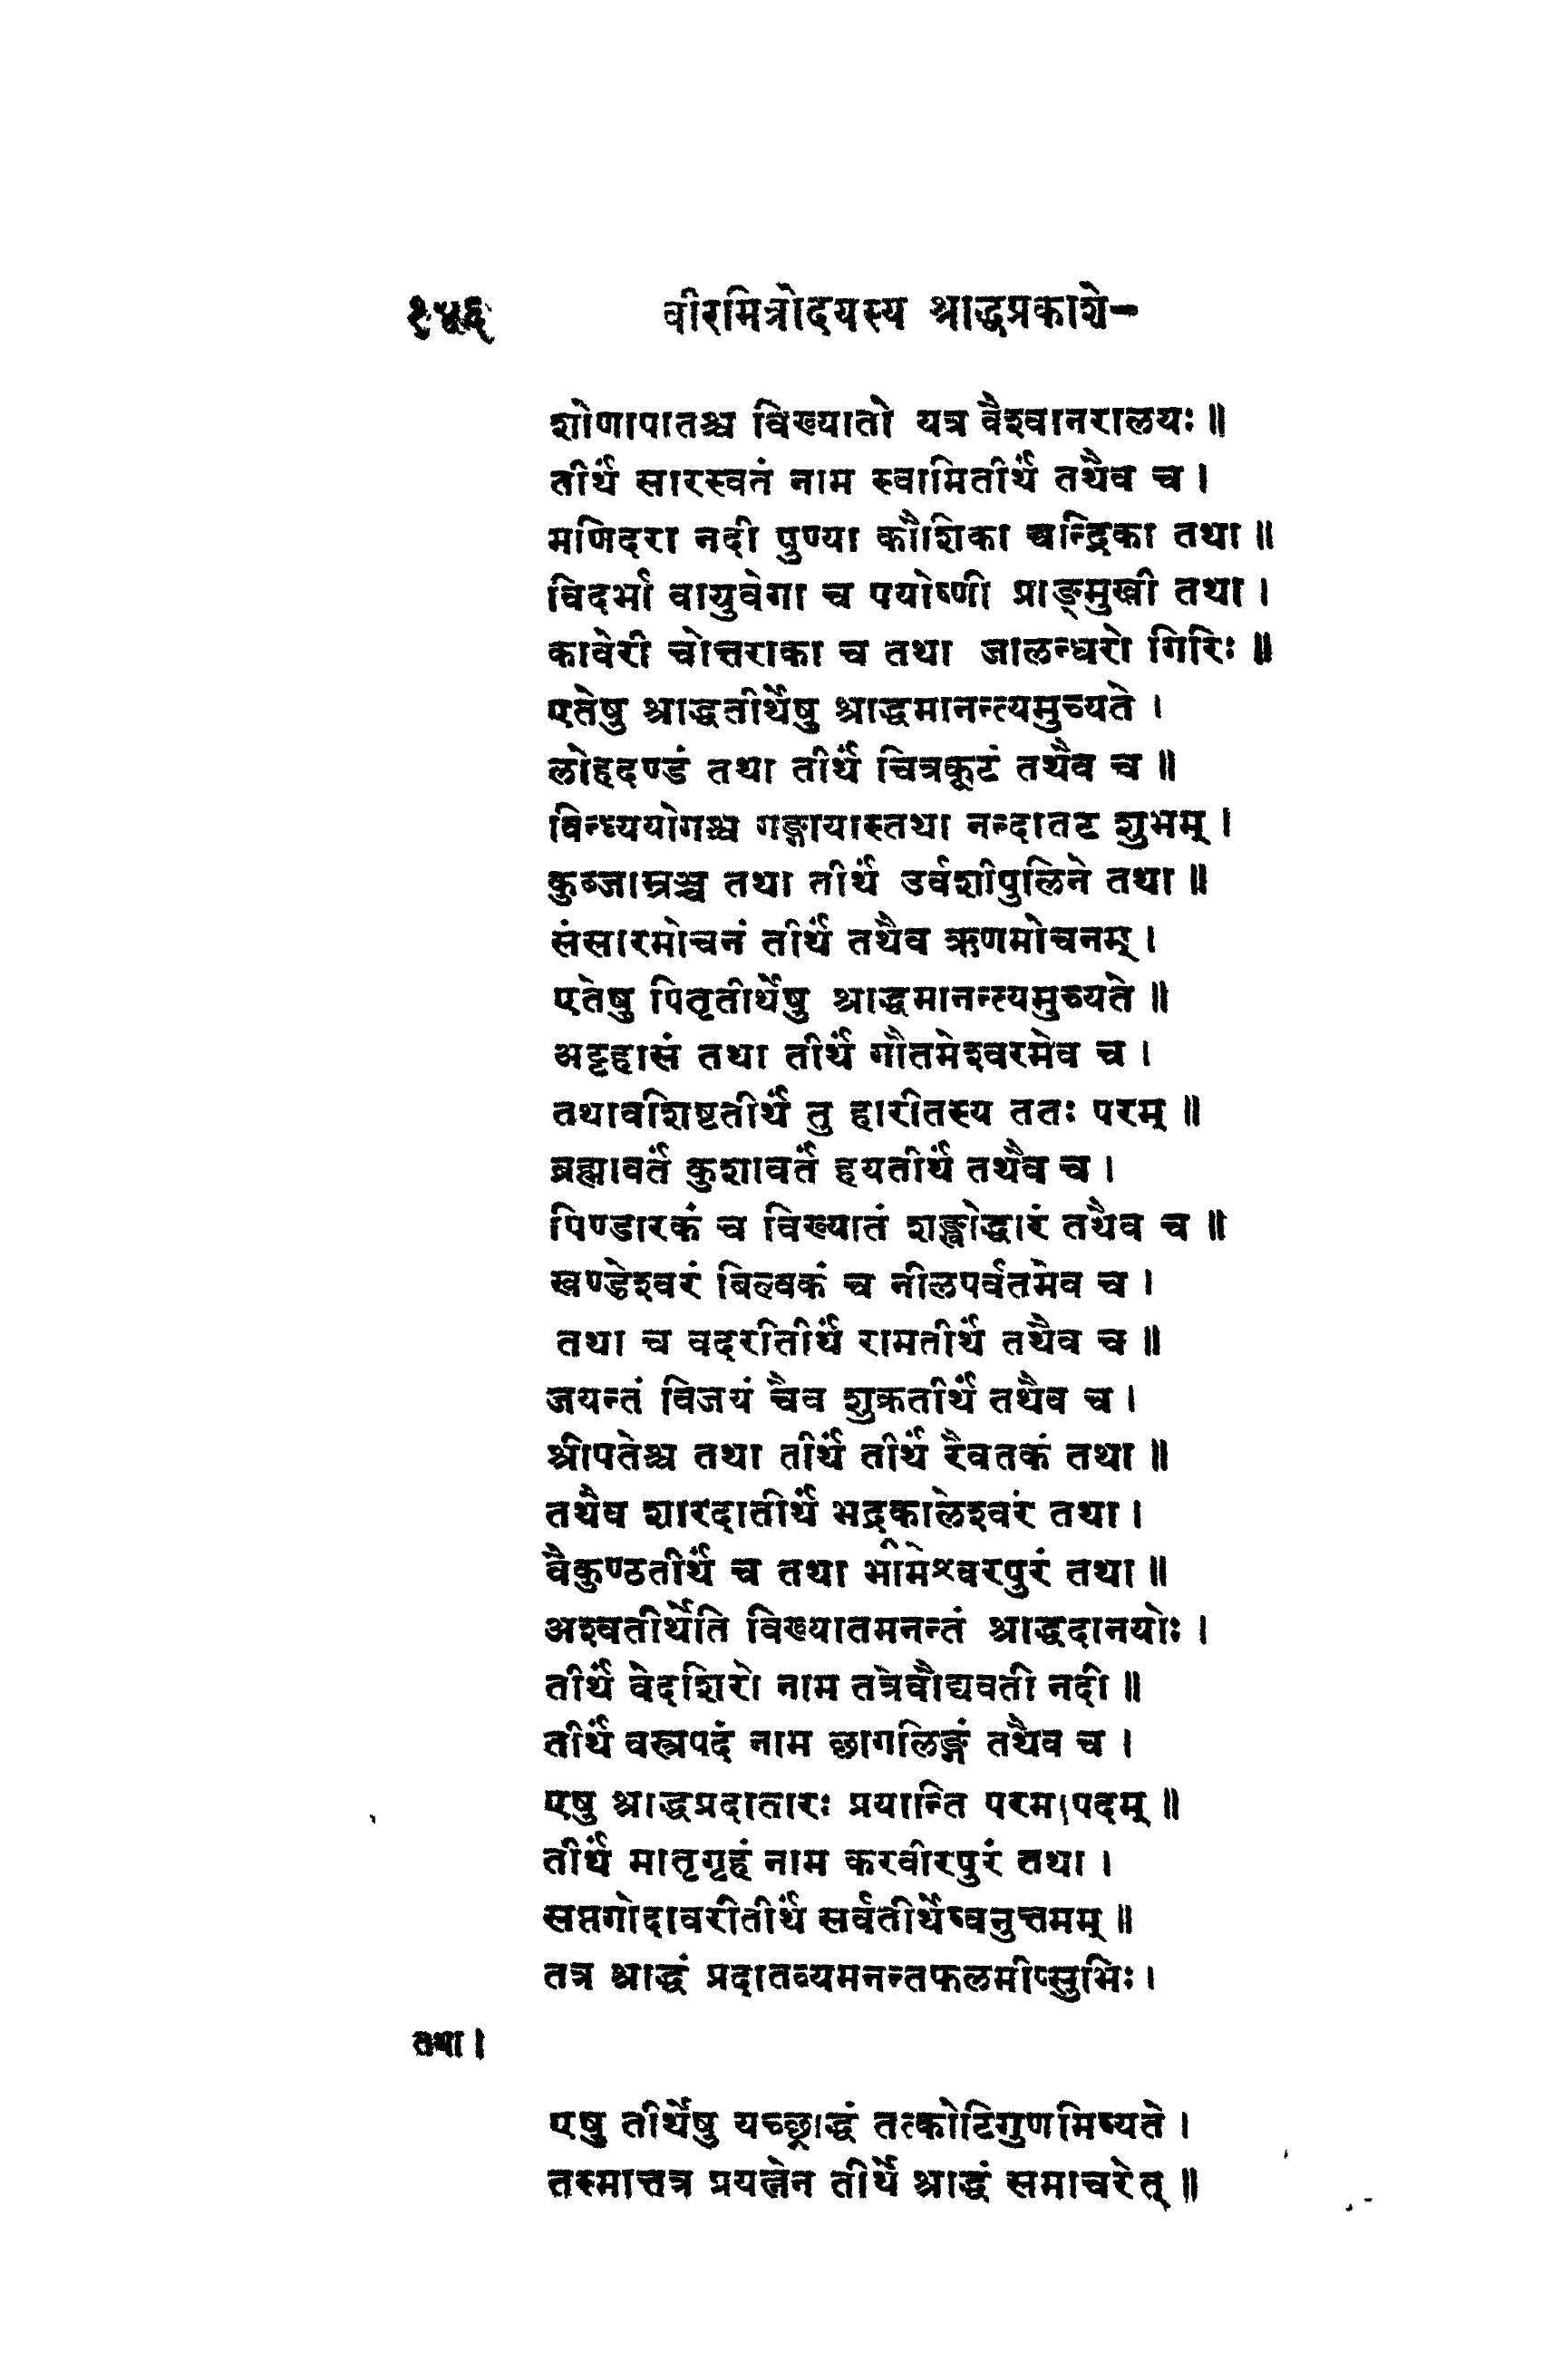 १४६ वीरमित्रोदयस्य श्राद्धप्रकाशे-
शोणापातश्च विख्यातो यत्र वैश्वानरालयः॥
तीर्थं सारस्वतं नाम स्वामितीर्थं तथैव च।
मणिदरा नदी पुण्या कौशिका चन्द्रिका तथा॥
विदर्भा वायुवेगा च पयोष्णी प्राङ्मुखी तथा।
कावेरी चोत्तराका च तथा जालन्धरो गिरिः॥
एतेषु श्राद्धतीर्थेषु श्राद्धमानन्त्यमुच्यते।
लोहदण्डं तथा तीर्थं चित्रकूटं तथैव च॥
विन्ध्ययोगश्च गङ्गायास्तथा नन्दातट शुभम्।
कुब्जाम्रञ्च तथा तीर्थं उर्वशीपुलिने तथा॥
संसारमोचनं तीर्थं तथैव ऋणमोचनम्।
एतेषु पितृतीर्थेषु श्राद्धमानन्त्यमुच्यते॥
अट्टहासं तथा तीर्थं गौतमेश्वरमेव च।
तथावशिष्टतीर्थं तु हारीतस्य ततः परम्॥
ब्रह्मावर्तं कुशावर्तं हयतीर्थं तथैव च।
पिण्डारकं च विख्यातं शङ्खोद्धारं तथैव च॥
खण्डेश्वरं बिल्वकं च नीलपर्वतमेव च।
तथा च वदरीतीर्थं रामतीर्थं तथैव च॥
जयन्तं विजयं चैव शुक्रतीर्थं तथैव च।
श्रीपतेश्च तथा तीर्थं तीर्थं रैवतकं तथा॥
तथैव शारदातीर्थं भद्रकालेश्वरं तथा।
वैकुण्ठतीर्थं च तथा भीमेश्वरपुरं तथा॥
अश्वतीर्थेति विख्यातमनन्तं श्राद्धदानयोः।
तीर्थं वेदशिरो नाम तत्रैवौद्यवती नदी॥
तीर्थं वस्त्रपदं नाम छागलिङ्गं तथैव च।
एषु श्राद्धप्रदातारः प्रयान्ति परमं पदम्॥
तीर्थं मातृगृहं नाम करवीरपुरं तथा।
सप्तगोदावरीतीर्थं सर्वतीर्थेष्वनुत्तमम्॥
तत्र श्राद्धं प्रदातव्यमनन्तफलमीप्सुभिः।
तथा।
एषु तीर्थेषु यच्छ्राद्धं तत्कोटिगुणमिष्यते।
तस्मात्तत्र प्रयत्नेन तीर्थे श्राद्धं समाचरेत्॥